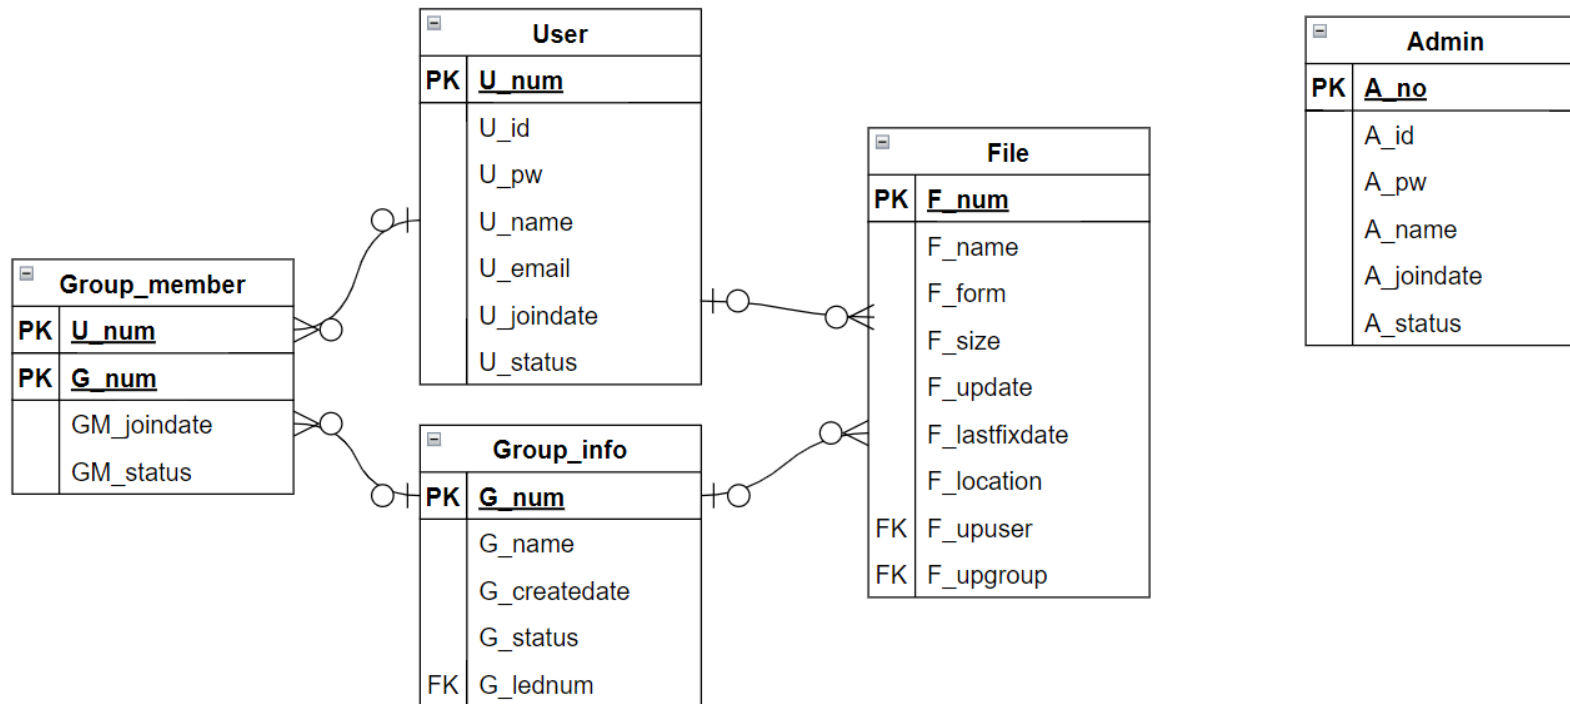 User
PK U_num
U_id
U_pw
U_name
U_email
U_joindate
U_status
Admin
PK A_no
A_id
A_pw
A_name
A_joindate
A_status
File
PK F_num
F_name
F_form
F_size
F_update
F_lastfixdate
F_location
FK F_upuser
FK F_upgroup
Group_member
PK U_num
PK G_num
GM_joindate
GM_status
Group_info
PK G_num
G_name
G_createdate
G_status
FK G_lednum